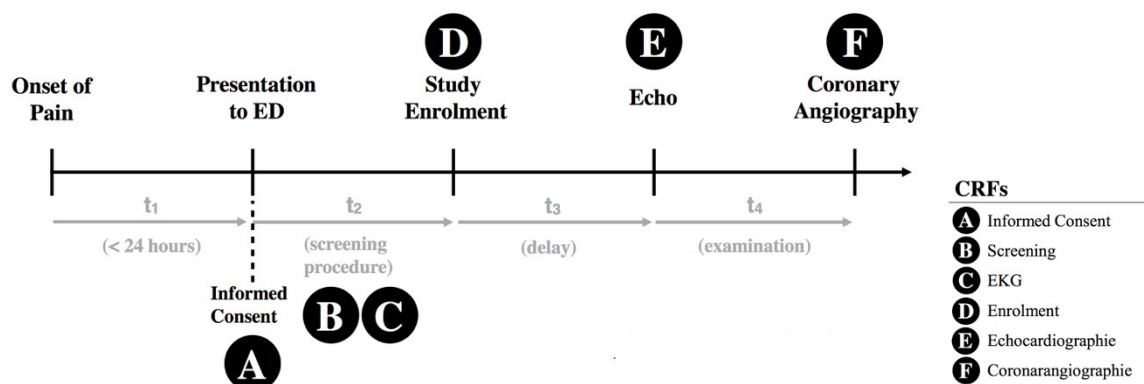 D
E
F
Onset of
Pain
Presentation
to ED
Study
Enrolment
Echo
Coronary
Angiography
t1
t2
t3
t4
(< 24 hours)
(screening
procedure)
(delay)
(examination)
Informed
Consent
A
B
C
CRFs
A Informed Consent
B Screening
C EKG
D Enrolment
E Echocardiographie
F Coronarangiographie